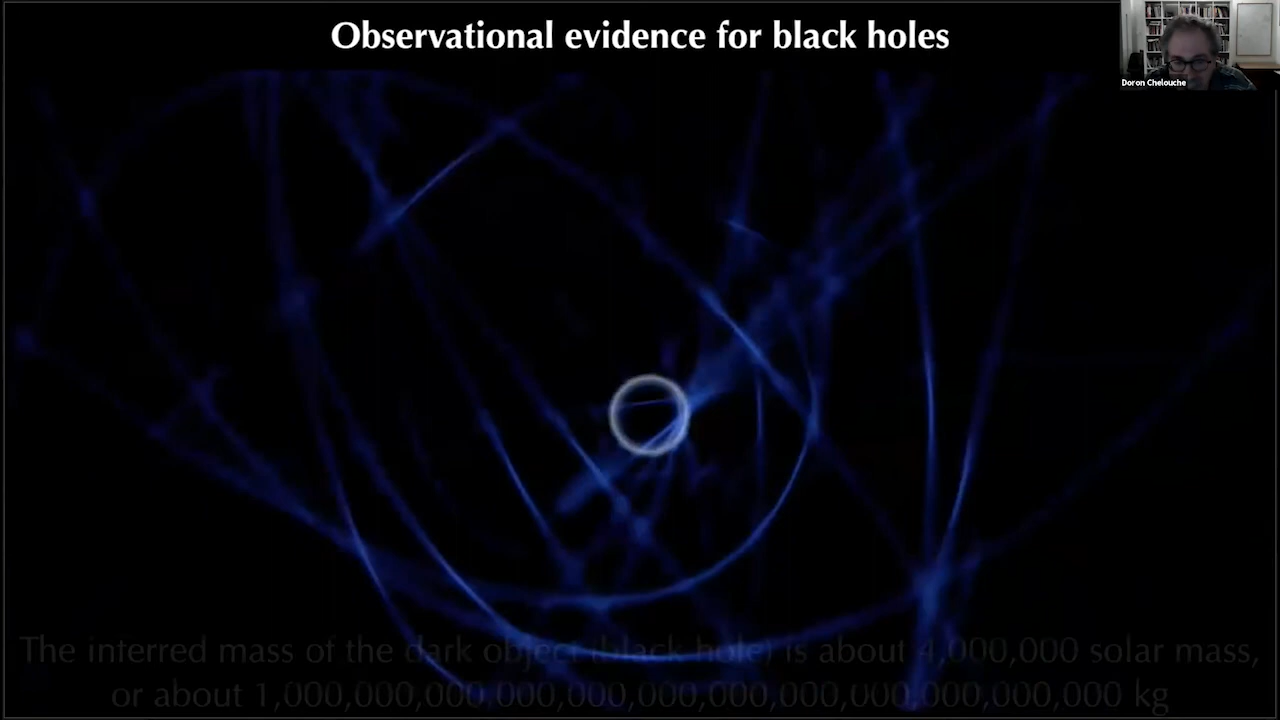 Observational evidence for black holes
Doron Chelouche
The interred mass of the dark object (black hole) is about 4,000,000 solar mass,
or about 1,000,000,000,000,000,000,000,000,000,000,000,000 kg